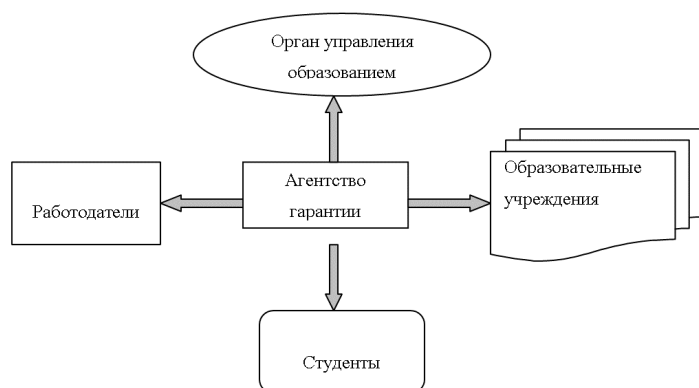 Орган управления
образованием
Агентство
гарантии
Работодатели
Образовательные
учреждения
Студенты